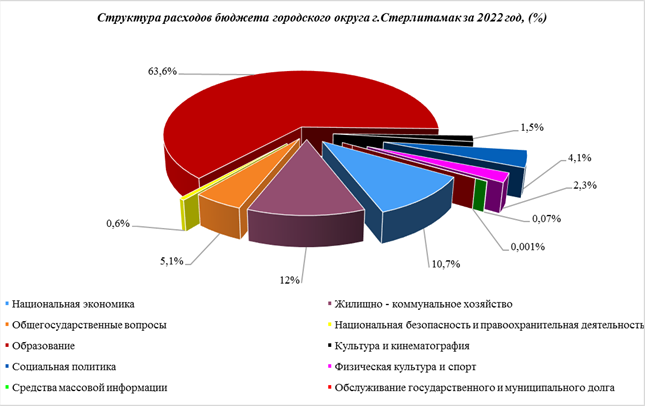 Структура расходов бюджета городского округа г.Стерлитамак за 2022 год, (%)
63,6%
1,5%
4,1%
2,3%
0,07%
0,001%
10,7%
12%
5,1%
0,6%
Национальная экономика
Жилищно - коммунальное хозяйство
Общегосударственные вопросы
Национальная безопасность и правоохранительная деятельность
Образование
Культура и кинематография
Социальная политика
Физическая культура и спорт
Средства массовой информации
Обслуживание государственного и муниципального долга